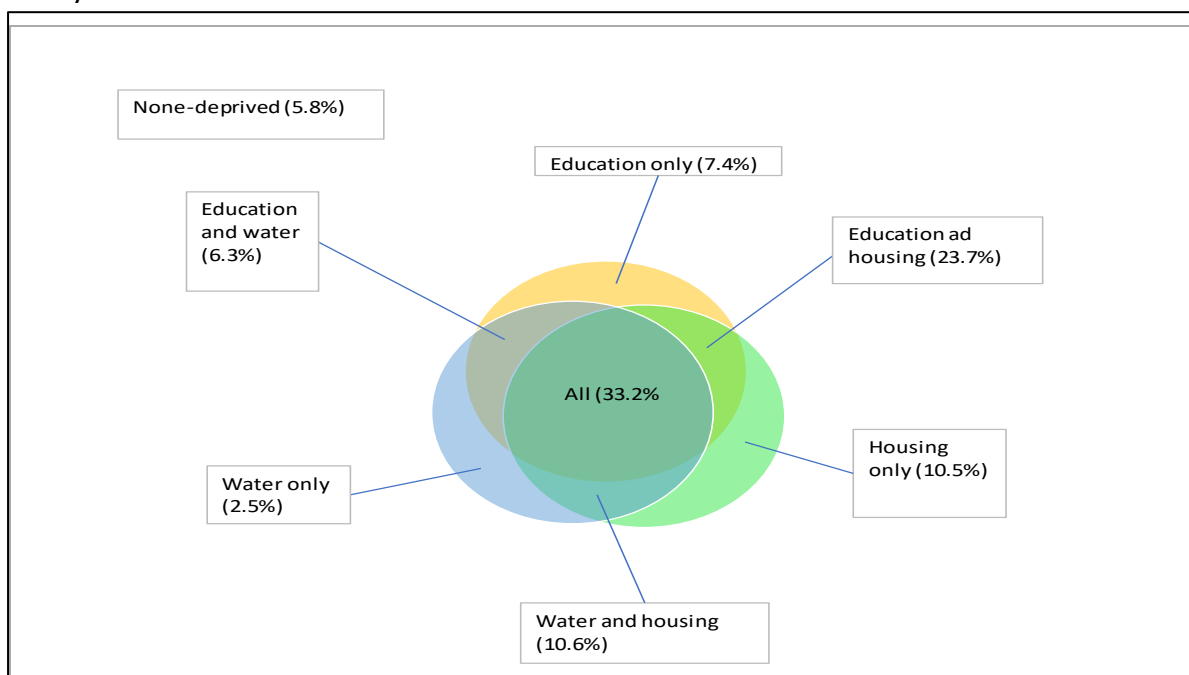 None-deprived (5.8%)
Education only (7.4%)
Education
and water
(6.3%)
Education ad
housing (23.7%)
All (33.2%
Housing
only (10.5%)
Water only
(2.5%)
Water and housing
(10.6%)